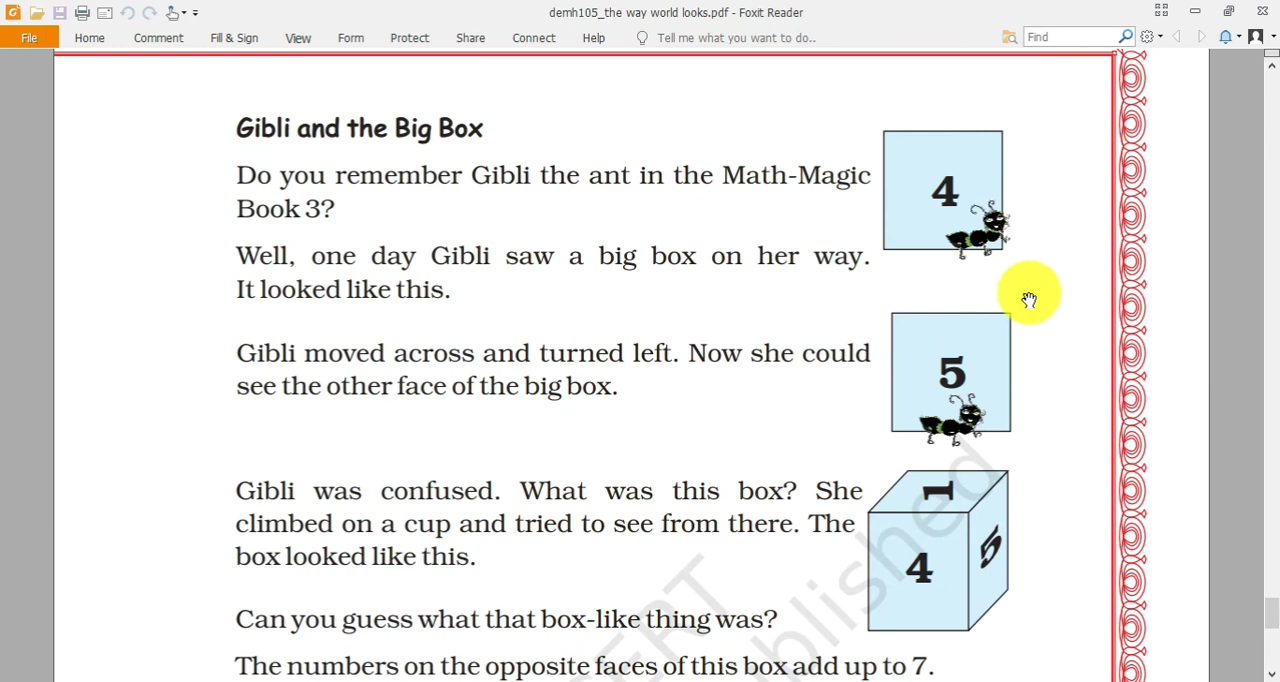 demh105_the way world looks.pdf - Foxit Reader
File Home Comment Fill & Sign View Form Protect Share Connect Help Tell me what you want to do.. Find
Gibli and the Big Box
Do you remember Gibli the ant in the Math-Magic
Book 3?
4
Well, one day Gibli saw a big box on her way.
It looked like this.
Gibli moved across and turned left. Now she could
see the other face of the big box.
5
Gibli was confused. What was this box? She
climbed on a cup and tried to see from there. The
box looked like this.
1
4
5
Can you guess what that box-like thing was?
The numbers on the opposite faces of this box add up to 7.